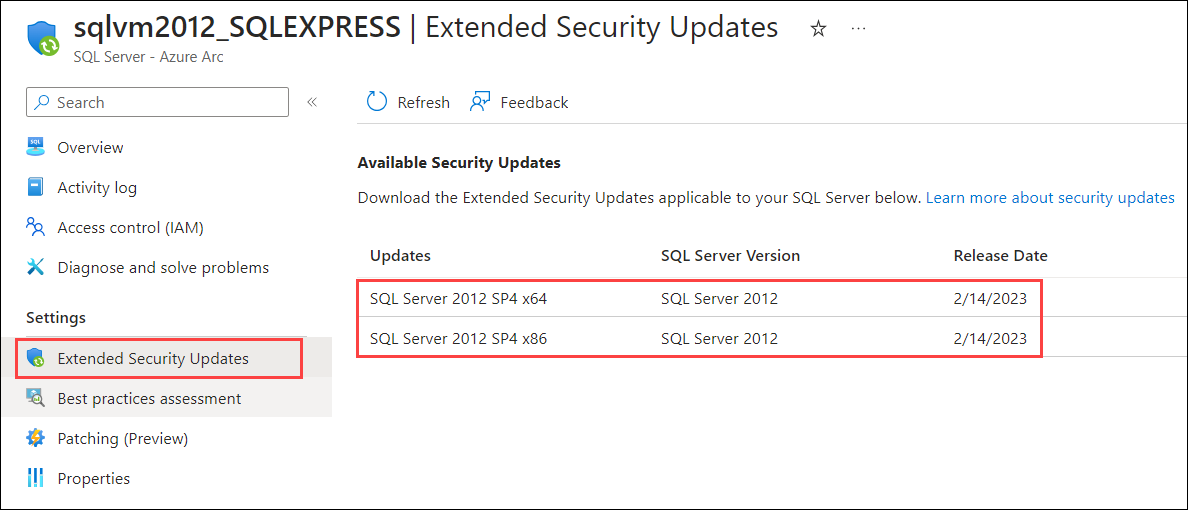 sqlvm2012_SQLEXPRESS | Extended Security Updates
SQL Server - Azure Arc
Search
Refresh Feedback
Overview
Activity log
Access control (IAM)
Diagnose and solve problems
Settings
Extended Security Updates
Best practices assessment
Patching (Preview)
Properties
Available Security Updates
Download the Extended Security Updates applicable to your SQL Server below. Learn more about security updates
Updates SQL Server Version Release Date
SQL Server 2012 SP4 x64 SQL Server 2012 2/14/2023
SQL Server 2012 SP4 x86 SQL Server 2012 2/14/2023